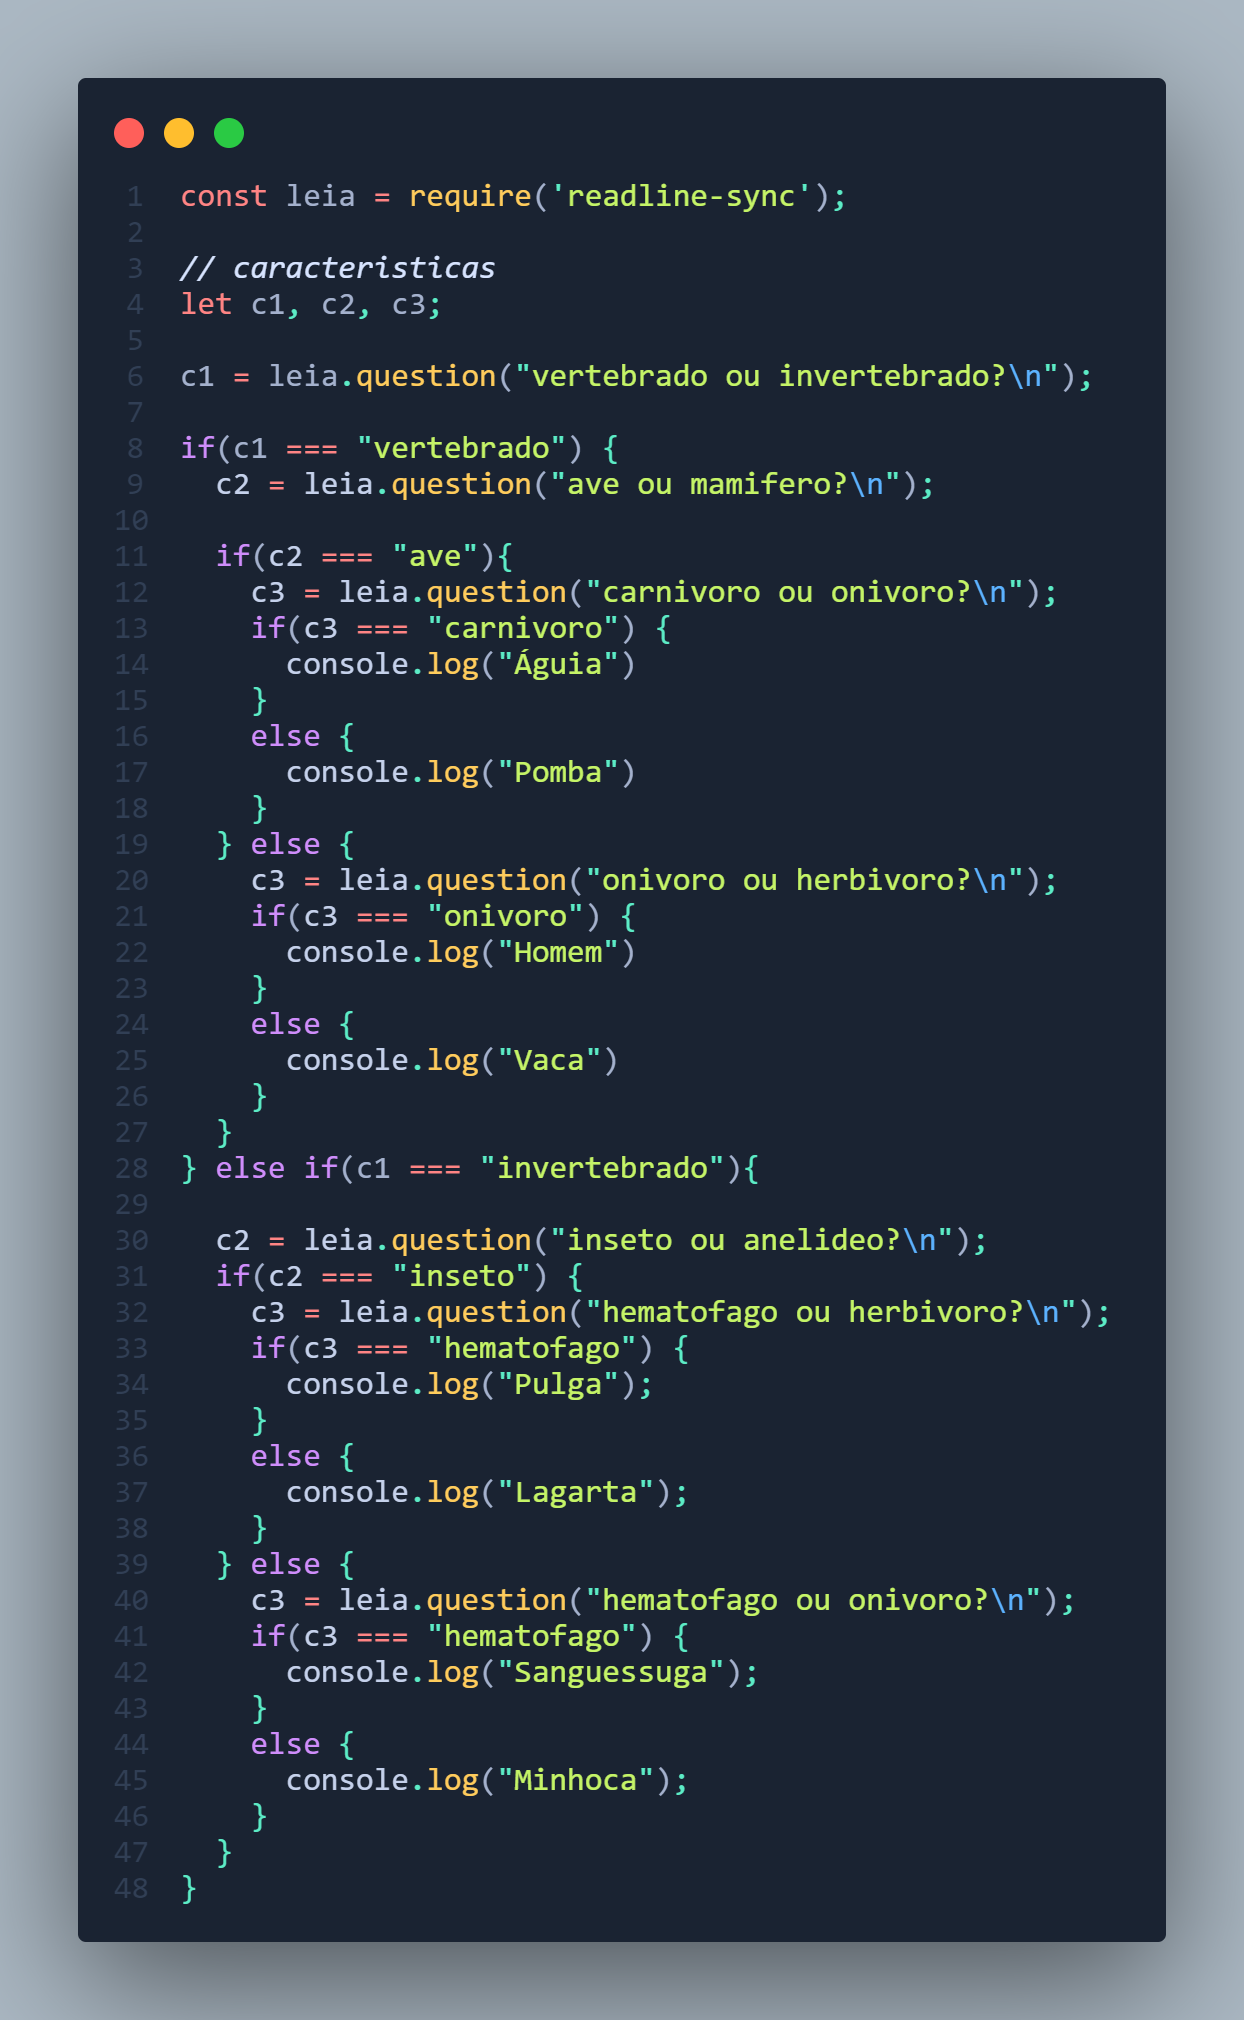 1 const leia = require('readline-sync');
2
3 // caracteristicas
4 let c1, c2, c3;
5
6 c1 = leia.question("vertebrado ou invertebrado?\n");
7
8 if(c1 === "vertebrado") {
9   c2 = leia.question("ave ou mamifero?\n");
10
11   if(c2 === "ave"){
12     c3 = leia.question("carnivoro ou onivoro?\n");
13     if(c3 === "carnivoro") {
14       console.log("Águia")
15     }
16     else {
17       console.log("Pomba")
18     }
19   } else {
20     c3 = leia.question("onivoro ou herbivoro?\n");
21     if(c3 === "onivoro") {
22       console.log("Homem")
23     }
24     else {
25       console.log("Vaca")
26     }
27   }
28 } else if(c1 === "invertebrado"){
29
30   c2 = leia.question("inseto ou anelideo?\n");
31   if(c2 === "inseto") {
32     c3 = leia.question("hematofago ou herbivoro?\n");
33     if(c3 === "hematofago") {
34       console.log("Pulga");
35     }
36     else {
37       console.log("Lagarta");
38     }
39   } else {
40     c3 = leia.question("hematofago ou onivoro?\n");
41     if(c3 === "hematofago") {
42       console.log("Sanguessuga");
43     }
44     else {
45       console.log("Minhoca");
46     }
47   }
48 }